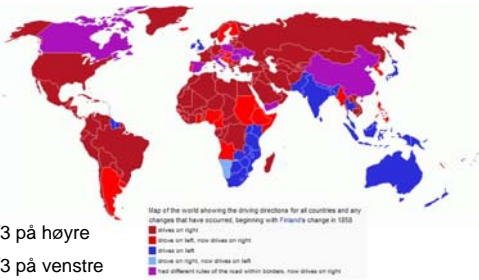 Map of the world showing the driving directions for all countries and any
changes that have occurred, beginning with Finland's change in 1858
drives on right
drove on left, now drives on right
drives on left
drove on right, now drives on left
had different rules of the road within borders, now drives on right
3 på høyre
3 på venstre